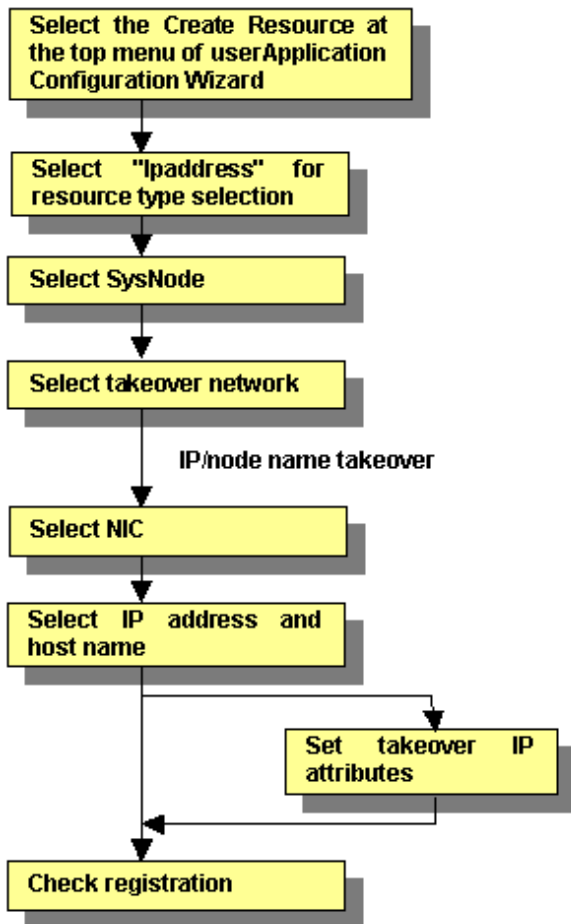 Select the Create Resource at
the top menu of userApplication
Configuration Wizard
Select "Ipaddress" for
resource type selection
Select SysNode
Select takeover network
IP/node name takeover
Select NIC
Select IP address and
host name
Set takeover IP
attributes
Check registration